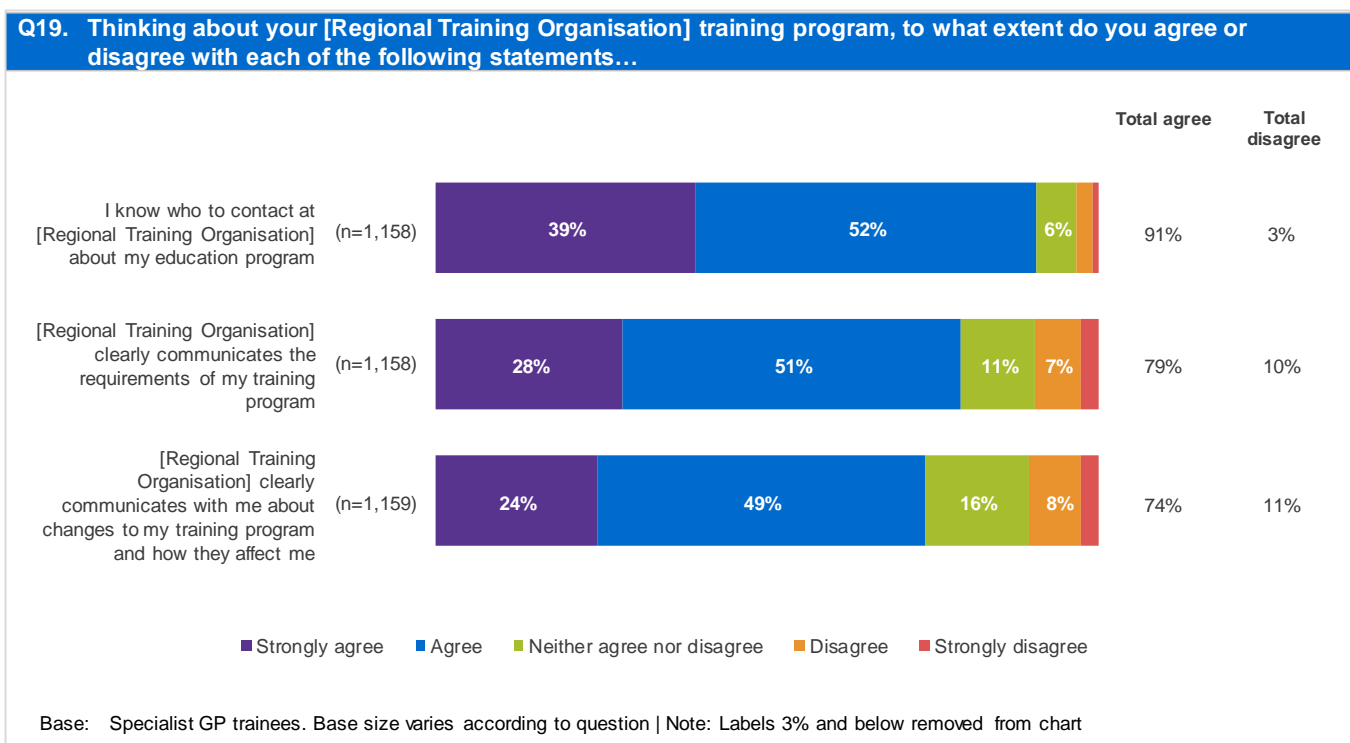 Q19. Thinking about your [Regional Training Organisation] training program, to what extent do you agree or
disagree with each of the following statements…
Total agree
Total
disagree
I know who to contact at
[Regional Training Organisation]
about my education program
(n=1,158)
39%
52%
6%
91%
3%
[Regional Training Organisation]
clearly communicates the
requirements of my training
program
(n=1,158)
28%
51%
11%
7%
79%
10%
[Regional Training
Organisation] clearly
communicates with me about
changes to my training program
and how they affect me
(n=1,159)
24%
49%
16%
8%
74%
11%
Strongly agree
Agree
Neither agree nor disagree
Disagree
Strongly disagree
Base: Specialist GP trainees. Base size varies according to question | Note: Labels 3% and below removed from chart